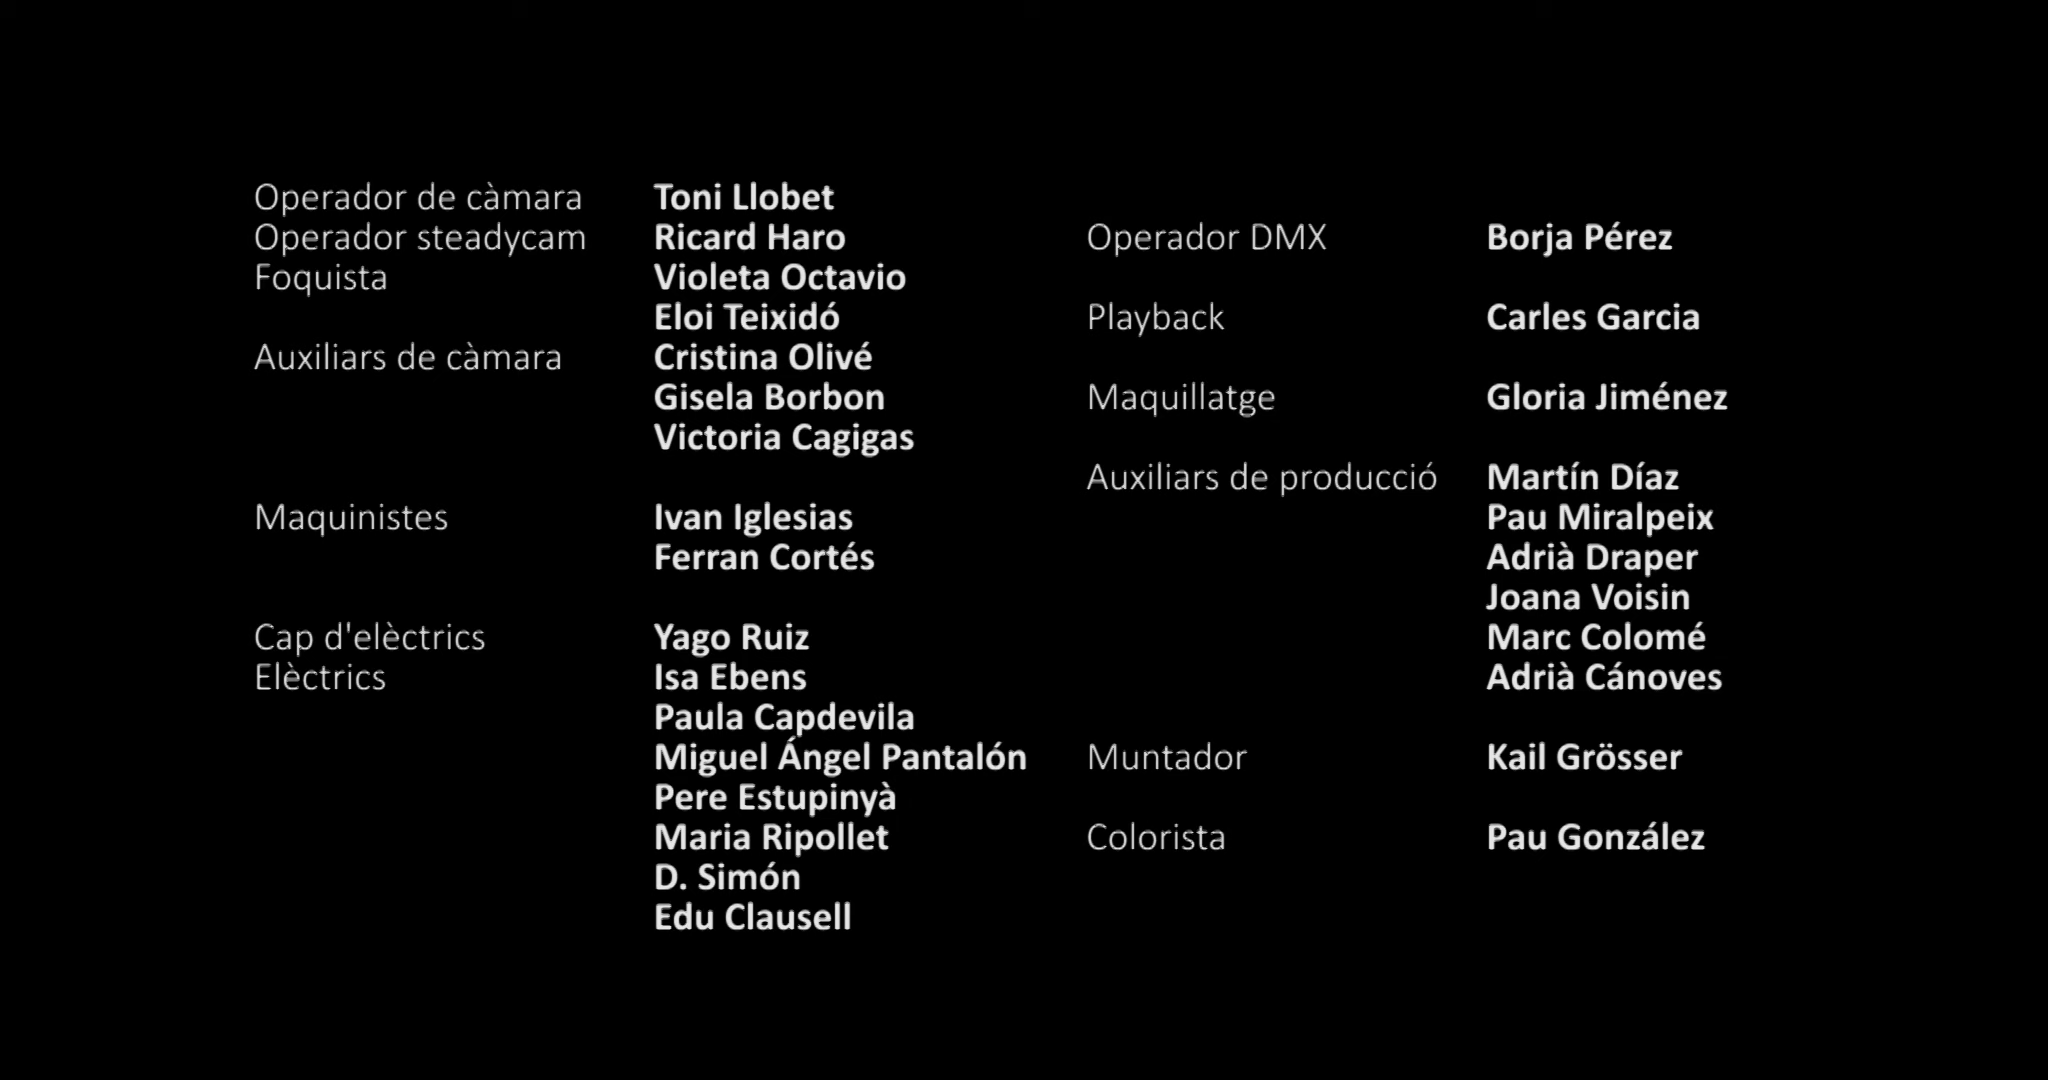 Operador de càmara Toni Llobet
Operador steadycam Ricard Haro
Foquista Violeta Octavio
Eloi Teixidó
Auxiliars de càmara Cristina Olivé
Gisela Borbon
Victoria Cagigas
Maquinistes Ivan Iglesias
Ferran Cortés
Cap d'elèctrics Yago Ruiz
Elèctrics Isa Ebens
Paula Capdevila
Miguel Ángel Pantalón
Pere Estupinyà
Maria Ripollet
D. Simón
Edu Clausell
Operador DMX Borja Pérez
Playback Carles Garcia
Maquillatge Gloria Jiménez
Auxiliars de producció Martín Díaz
Pau Miralpeix
Adrià Draper
Joana Voisin
Marc Colomé
Adrià Cánoves
Muntador Kail Grösser
Colorista Pau González